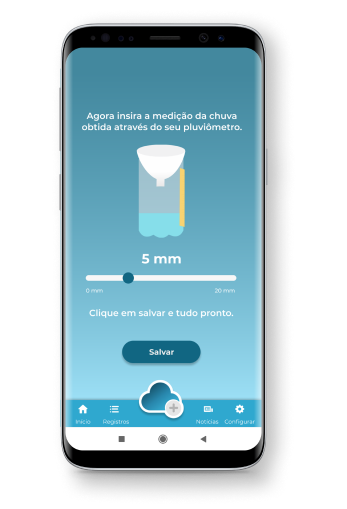 Agora insira a medição da chuva
obtida através do seu pluviômetro.
5 mm
0 mm 20 mm
Clique em salvar e tudo pronto.
Salvar
Início Registros Notícias Configurar